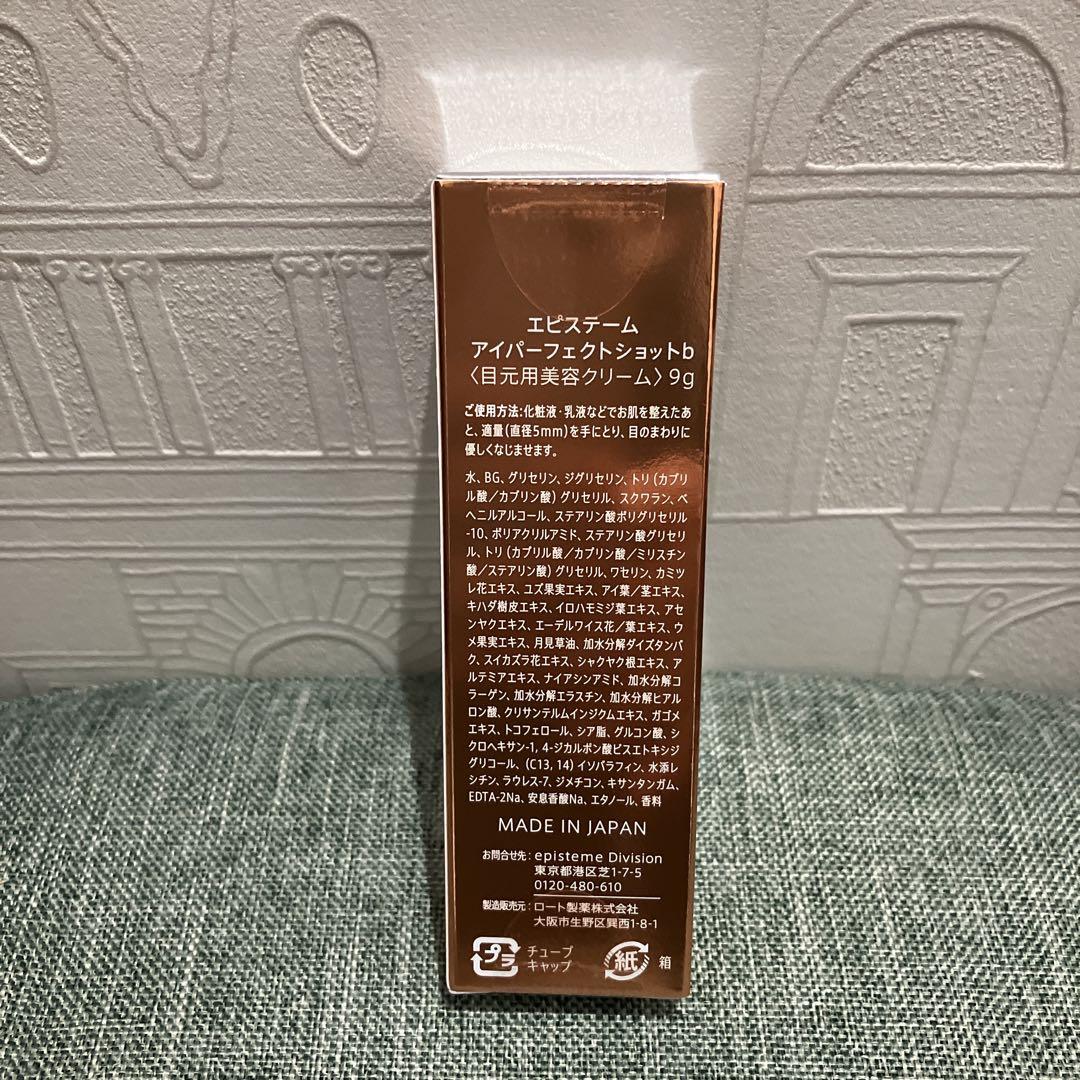 エピステーム
アイパーフェクトショットb
〈目元用美容クリーム〉9g
ご使用方法:化粧液・乳液などでお肌を整えたあ
と、適量(直径5mm)を手にとり、目のまわりに
優しくなじませます。
水、BG、グリセリン、ジグリセリン、トリ(カプリ
ル酸/カプリン酸)グリセリル、スクワラン、ベ
ヘニルアルコール、ステアリン酸ポリグリセリル
-10、ポリアクリルアミド、ステアリン酸グリセリ
ル、トリ(カプリル酸/カプリン酸/ミリスチン
酸/ステアリン酸)グリセリル、ワセリン、カミツ
レ花エキス、ユズ果実エキス、アイ葉/茎エキス、
キハダ樹皮エキス、イロハモミジ葉エキス、アセ
ンヤクエキス、エーデルワイス花/葉エキス、ウ
メ果実エキス、月見草油、加水分解ダイズタンパ
ク、スイカズラ花エキス、シャクヤク根エキス、ア
ルテミアエキス、ナイアシンアミド、加水分解コ
ラーゲン、加水分解エラスチン、加水分解ヒアル
ロン酸、クリサンテルムインジクムエキス、ガゴメ
エキス、トコフェロール、シア脂、グルコン酸、シ
クロヘキサン-1, 4-ジカルボン酸ビスエトキシジ
グリコール、(C13, 14)イソパラフィン、水添レ
シチン、ラウレス-7、ジメチコン、キサンタンガム、
EDTA-2Na、安息香酸Na、エタノール、香料
MADE IN JAPAN
お問合せ先:episteme Division
東京都港区芝1-7-5
0120-480-610
製造販売元:ロート製薬株式会社
大阪市生野区巽西1-8-1
プラ チューブ
キャップ
紙 箱